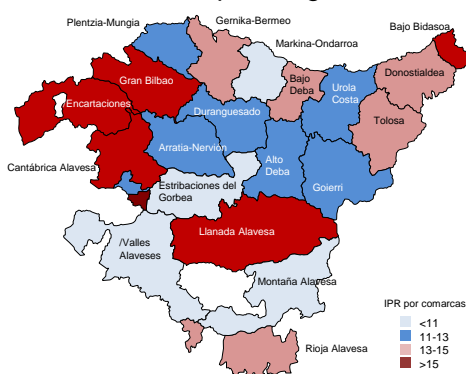 Gernika-Bermeo
Plentzia-Mungia
Bajo Bidasoa
Markina-Ondarroa
Gran Bilbao
Donostialdea
Bajo
Deba
Urola
Costa
Encartaciones
Duranguesado
Tolosa
Arratia-Nervión
Cantábrica Alavesa
Alto
Deba
Estribaciones del
Gorbea
Goierri
Llanada Alavesa
/Valles
Alaveses
Montaña Alavesa
IPR por comarcas
<11
11-13
13-15
>15
Rioja Alavesa